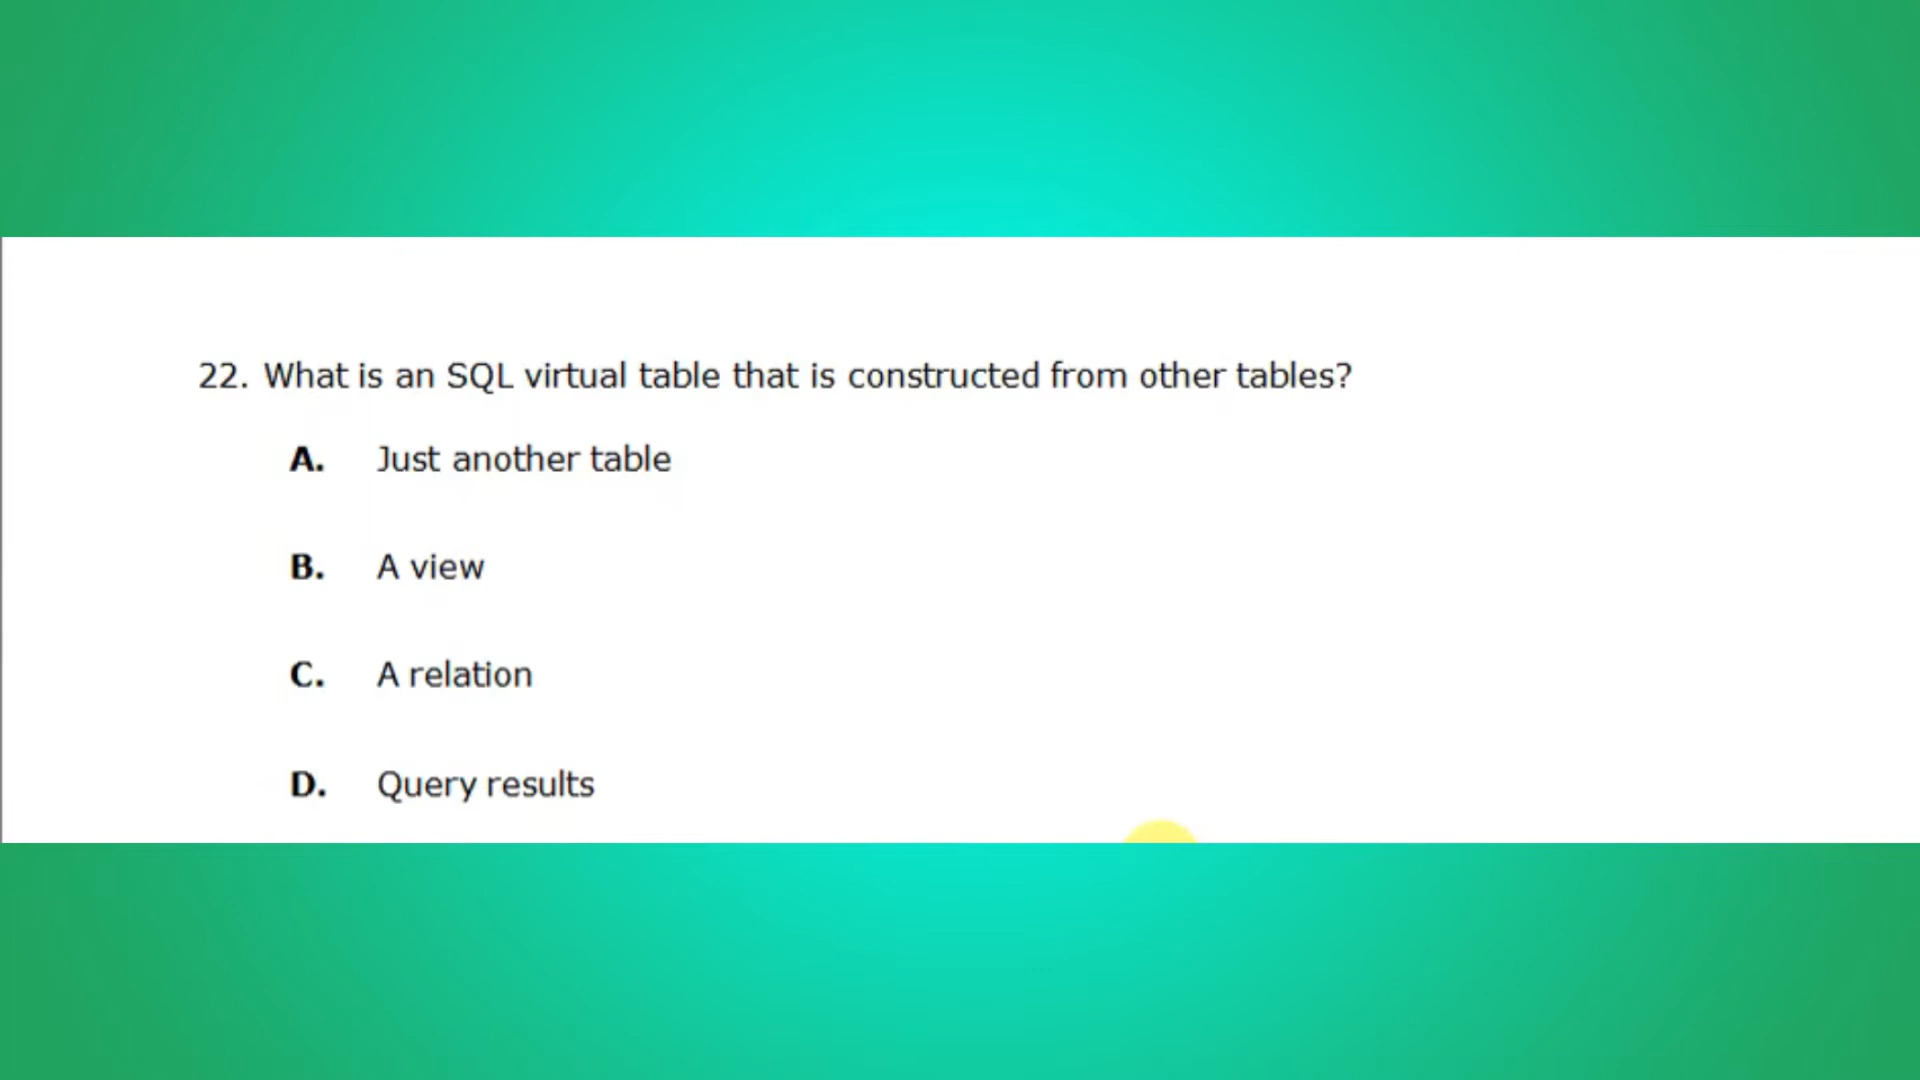 22. What is an SQL virtual table that is constructed from other tables?
A. Just another table
B. A view
C. A relation
D. Query results